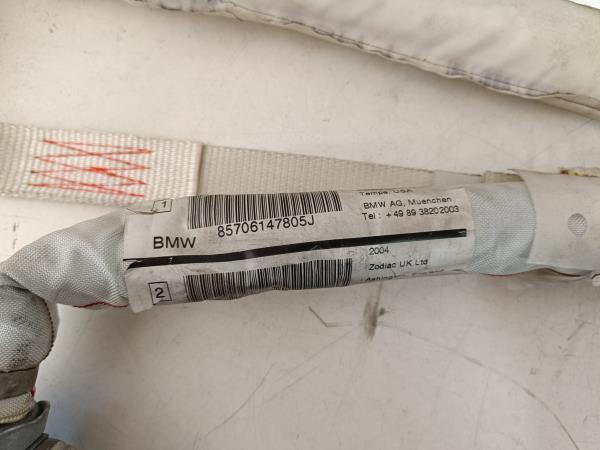 1
85706147805J
BMW
Tempe, USA
BMW AG, Muenchen
Tel : +49 89 38202003
2
2004
Zodiac UK Ltd